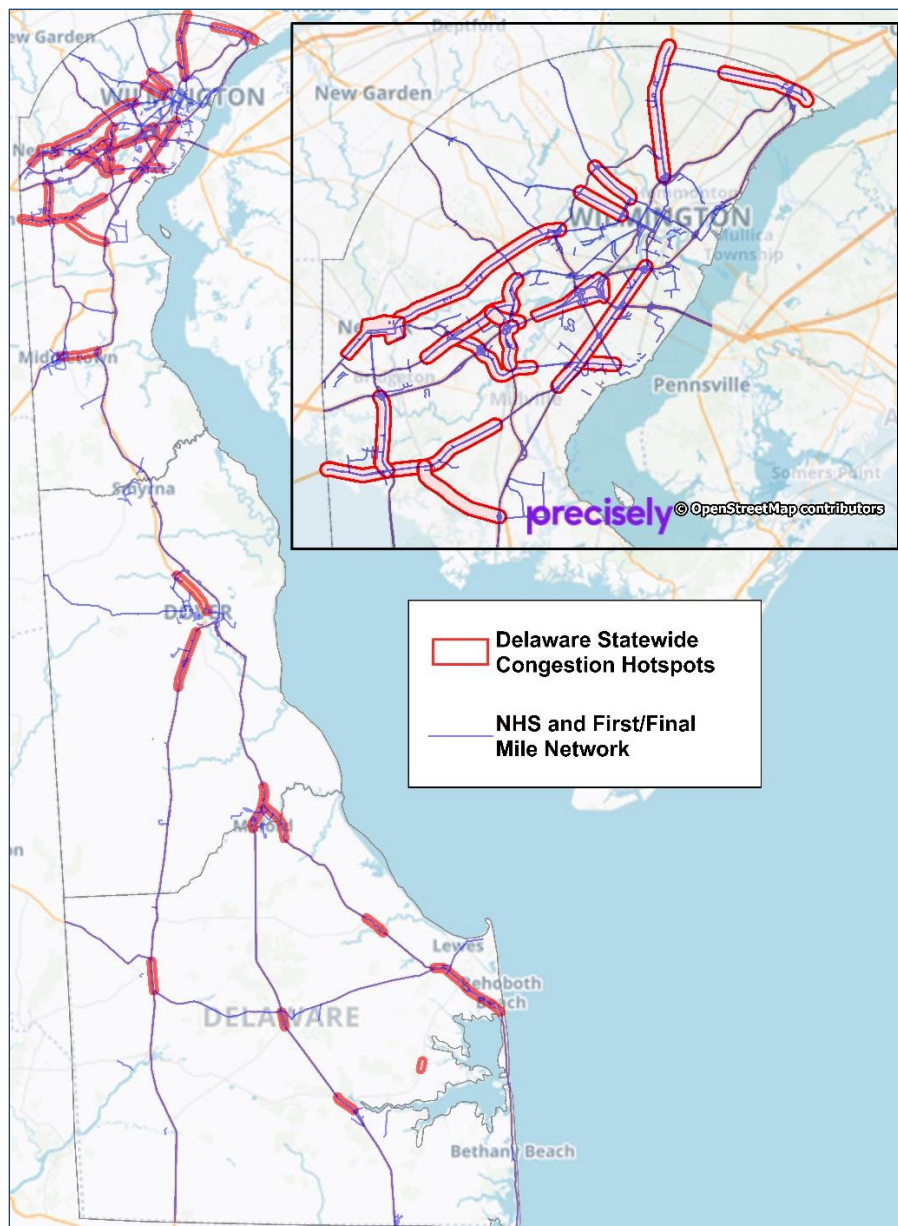 New Garden
Deptford
WILMINGTON
New Garden
WILMINGTON
Township
Pennsville
Somers Point
precisely
© OpenStreetMap contributors
Middletown
Smyrna
DOVER
Delaware Statewide
Congestion Hotspots
NHS and First/Final
Mile Network
Milford
Lewes
Rehoboth
Beach
DELAWARE
Bethany Beach